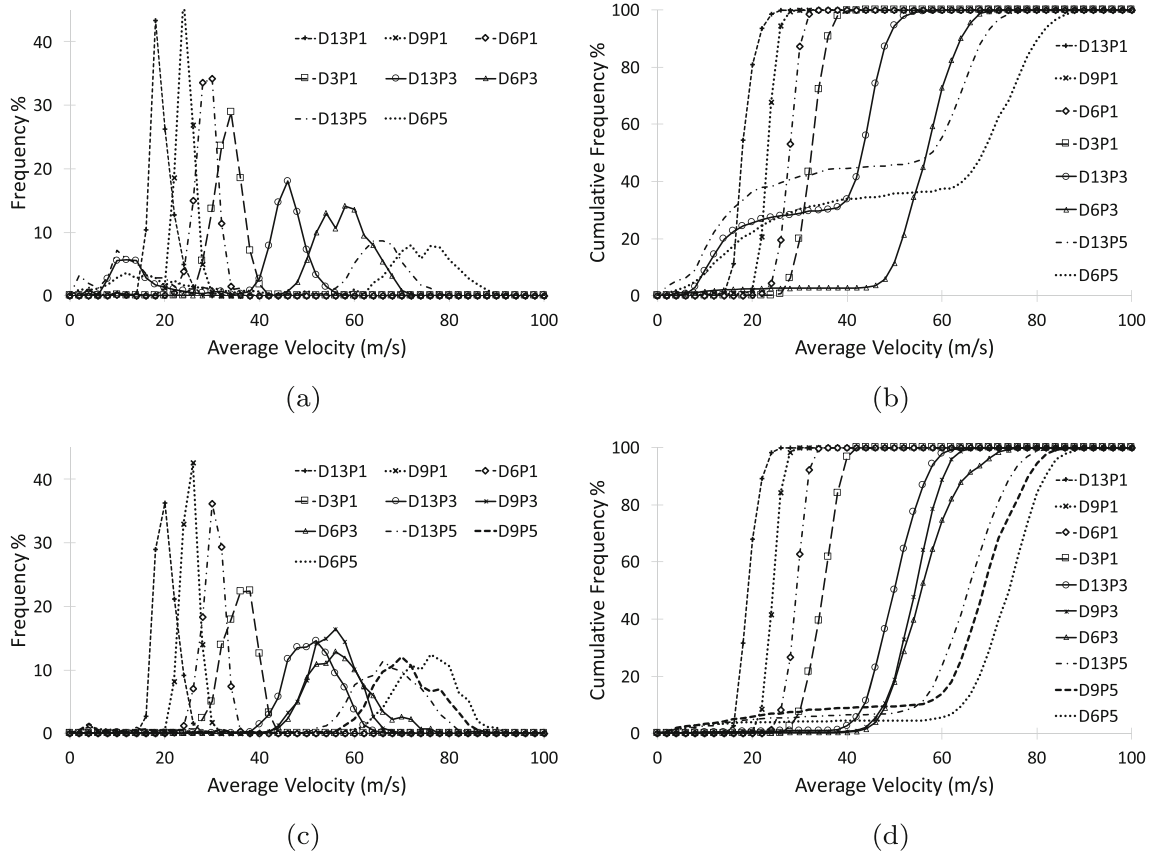 40
30
20
10
0
Frequency %
D13P1 D9P1 D6P1
D3P1 D13P3 D6P3
D13P5 D6P5
0 20 40 60 80 100
Average Velocity (m/s)
(a)
100
80
60
40
20
0
Cumulative Frequency %
D13P1
D9P1
D6P1
D3P1
D13P3
D6P3
D13P5
D6P5
0 20 40 60 80 100
Average Velocity (m/s)
(b)
40
30
20
10
0
Frequency %
D13P1 D9P1 D6P1
D3P1 D13P3 D9P3
D6P3 D13P5 D9P5
D6P5
0 20 40 60 80 100
Average Velocity (m/s)
(c)
100
80
60
40
20
0
Cumulative Frequency %
D13P1
D9P1
D6P1
D3P1
D13P3
D9P3
D6P3
D13P5
D9P5
D6P5
0 20 40 60 80 100
Average Velocity (m/s)
(d)